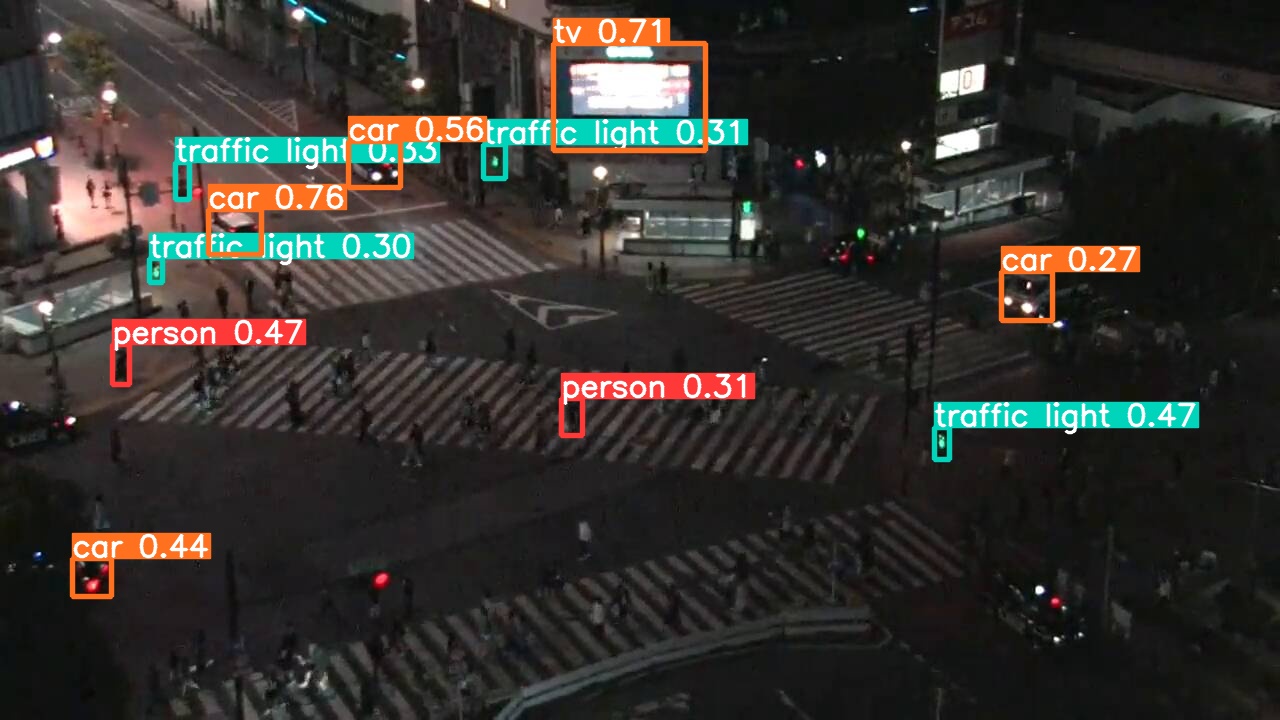 tv 0.71
car 0.56
traffic light 0.31
traffic light 0.33
car 0.76
traffic light 0.30
car 0.27
person 0.47
person 0.31
traffic light 0.47
car 0.44